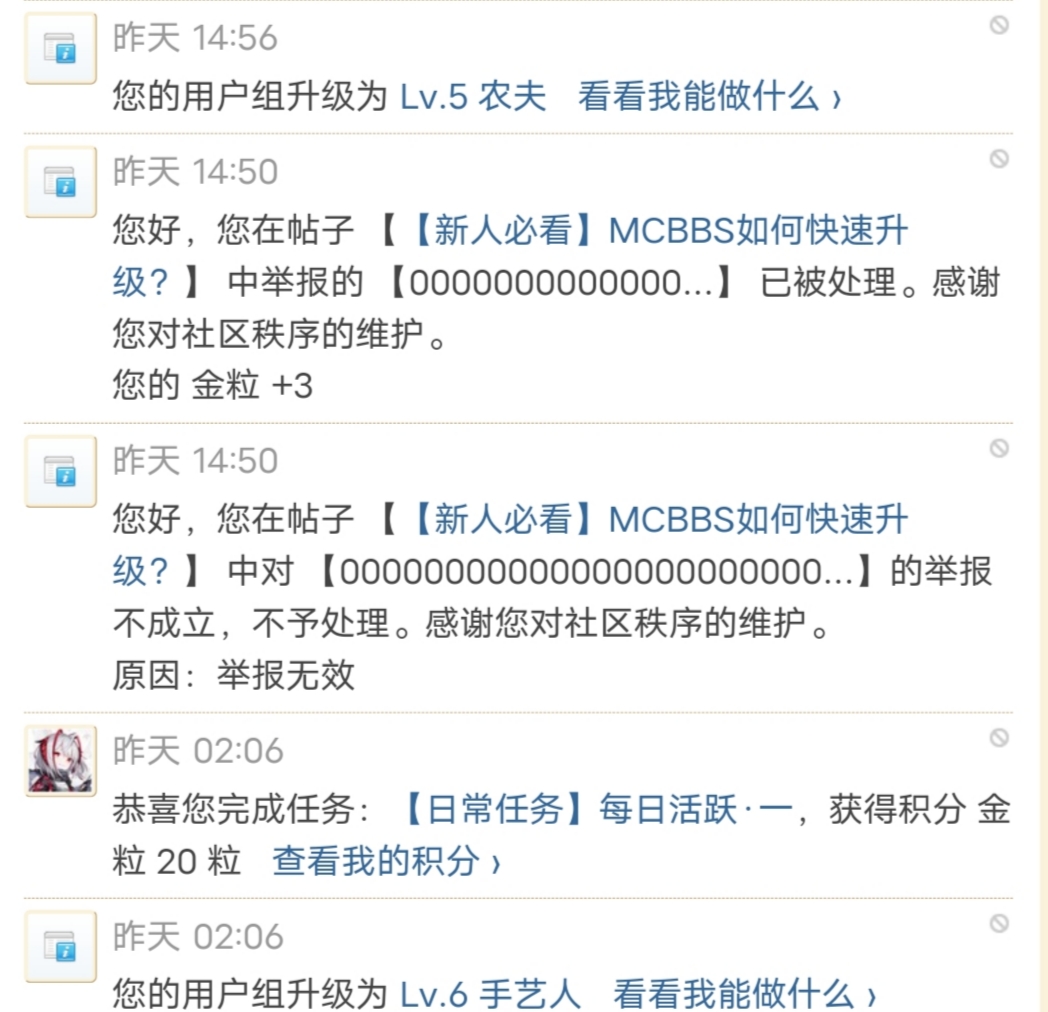 昨天 14:56
您的用户组升级为 Lv.5 农夫 看看我能做什么 ›
昨天 14:50
您好，您在帖子 【【新人必看】MCBBS如何快速升
级？】 中举报的 【0000000000000...】 已被处理。感谢
您对社区秩序的维护。
您的 金粒 +3
昨天 14:50
您好，您在帖子 【【新人必看】MCBBS如何快速升
级？】 中对 【00000000000000000000000...】的举报
不成立，不予处理。感谢您对社区秩序的维护。
原因：举报无效
昨天 02:06
恭喜您完成任务：【日常任务】每日活跃·一，获得积分 金
粒 20 粒 查看我的积分 ›
昨天 02:06
您的用户组升级为 Lv.6 手艺人 看看我能做什么 ›